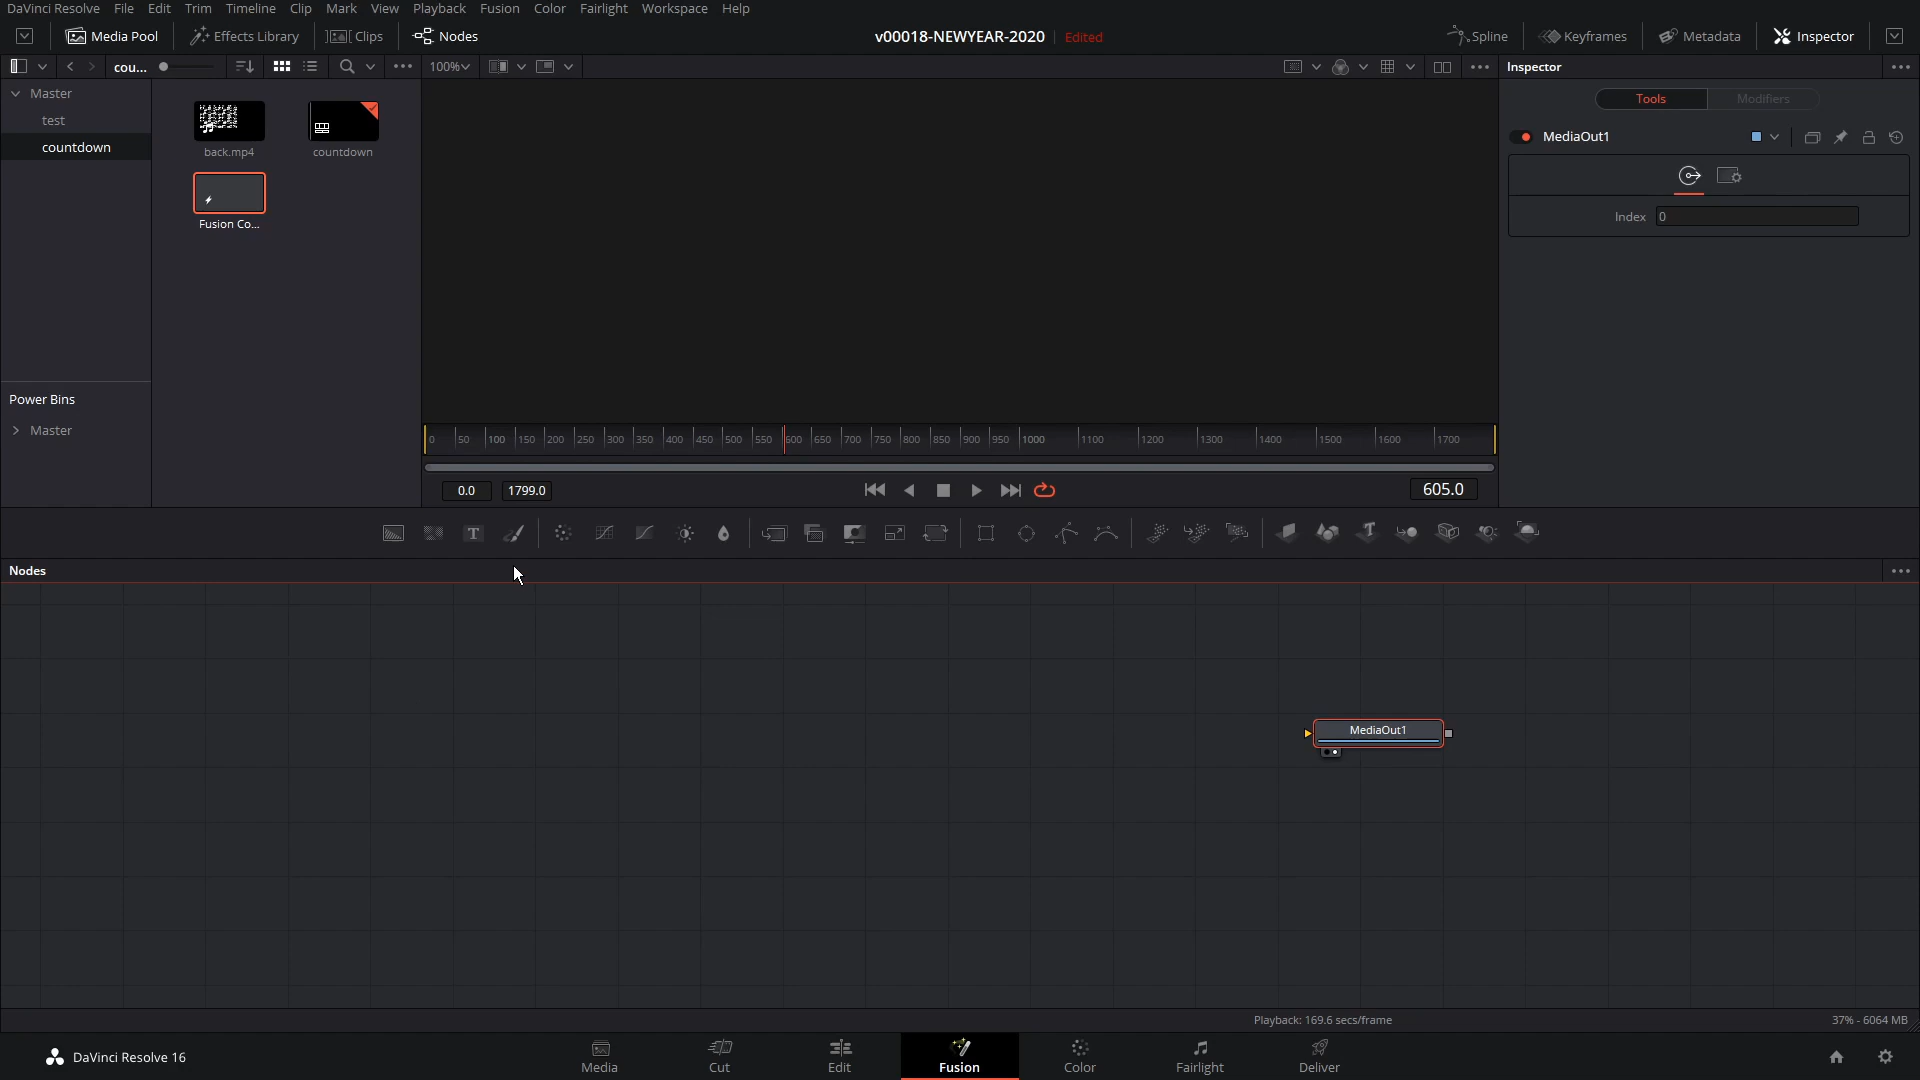 DaVinci Resolve File Edit Trim Timeline Clip Mark View Playback Fusion Color Fairlight Workspace Help
Media Pool Effects Library Clips Nodes v00018-NEWYEAR-2020 Edited Spline Keyframes Metadata Inspector
cou... 100% Inspector
Master
test
countdown
back.mp4 countdown
Fusion Co...
Power Bins
Master
Tools Modifiers
MediaOut1
Index 0
0 50 100 150 200 250 300 350 400 450 500 550 600 650 700 750 800 850 900 950 1000 1100 1200 1300 1400 1500 1600 1700
0.0 1799.0 605.0
T T
Nodes
MediaOut1
Playback: 169.6 secs/frame 37% - 6064 MB
DaVinci Resolve 16 Media Cut Edit Fusion Color Fairlight Deliver